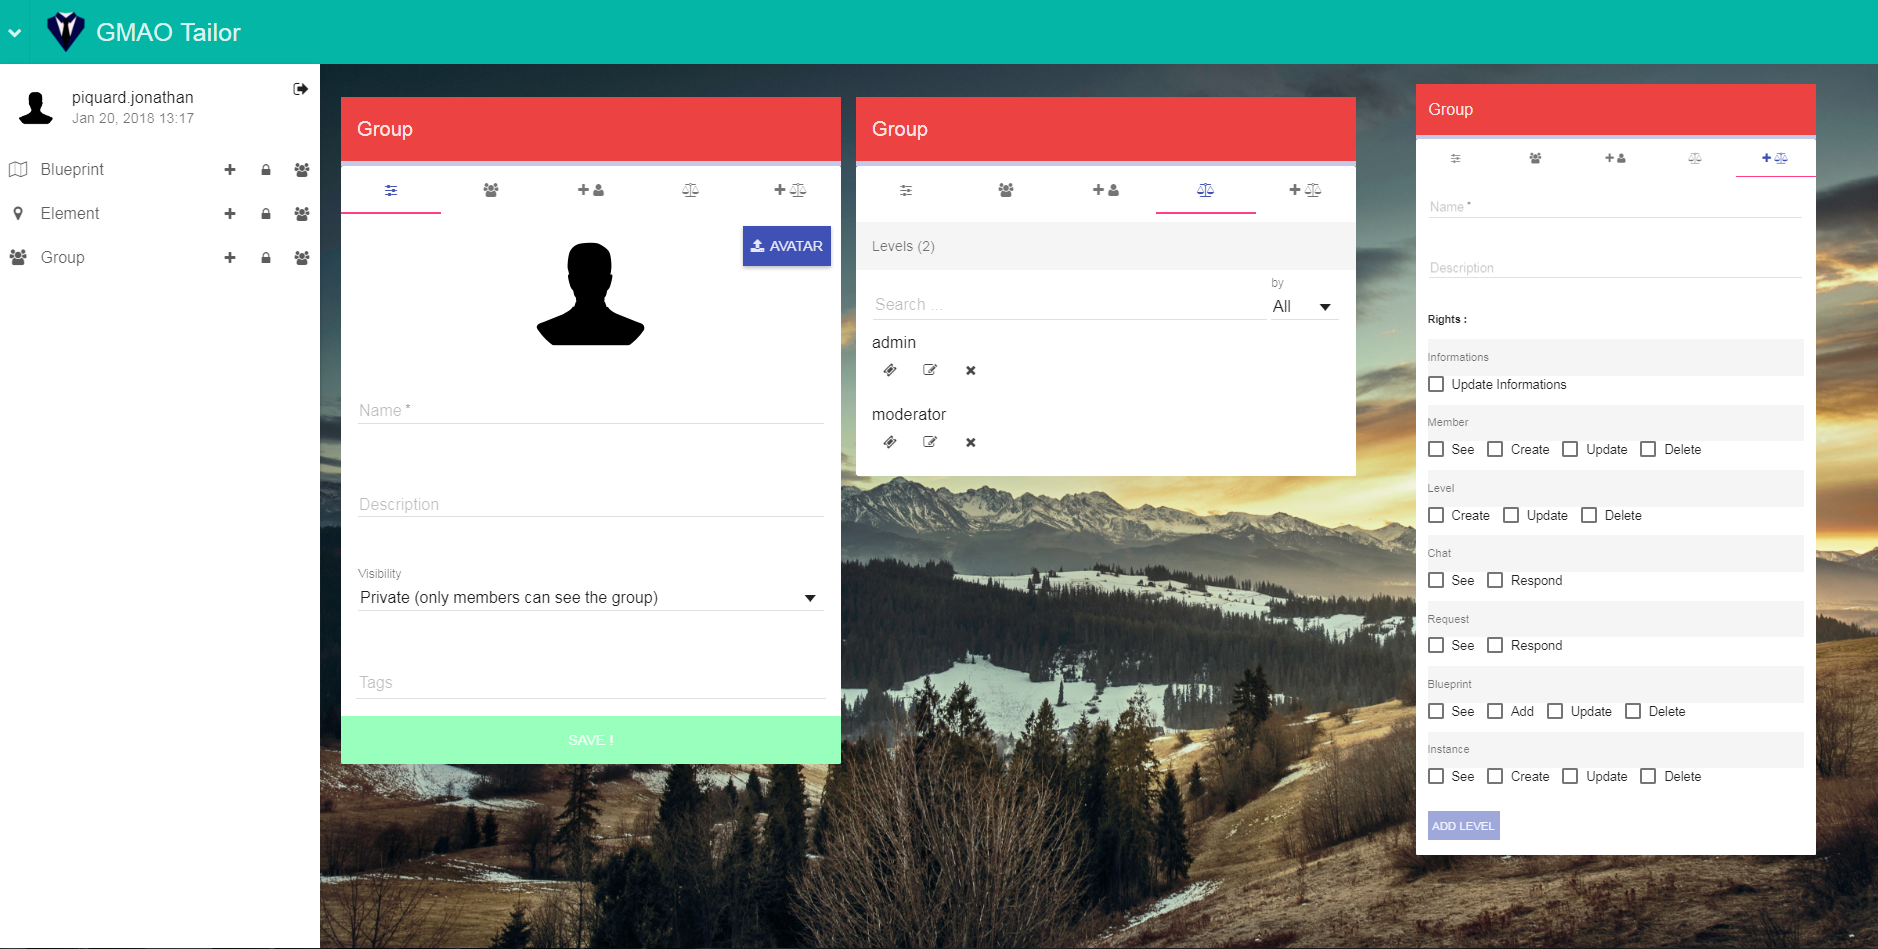 GMAO Tailor
piquard.jonathan
Jan 20, 2018 13:17
Blueprint
Element
Group
Group
AVATAR
Name *
Description
Visibility
Private (only members can see the group)
Tags
SAVE !
Group
Levels (2)
by
Search ...
All
admin
moderator
Group
Name *
Description
Rights :
Informations
Update Informations
Member
See Create Update Delete
Level
Create Update Delete
Chat
See Respond
Request
See Respond
Blueprint
See Add Update Delete
Instance
See Create Update Delete
ADD LEVEL